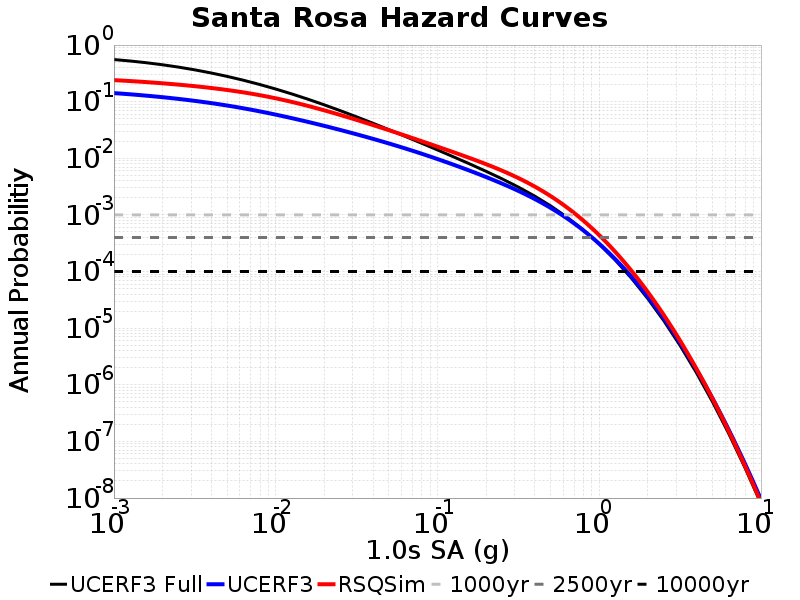 Santa Rosa Hazard Curves
Annual Probabilitiy
10^0
10^-1
10^-2
10^-3
10^-4
10^-5
10^-6
10^-7
10^-8
10^-3 10^-2 10^-1 10^0 10^1
1.0s SA (g)
UCERF3 Full UCERF3 RSQSim 1000yr 2500yr 10000yr